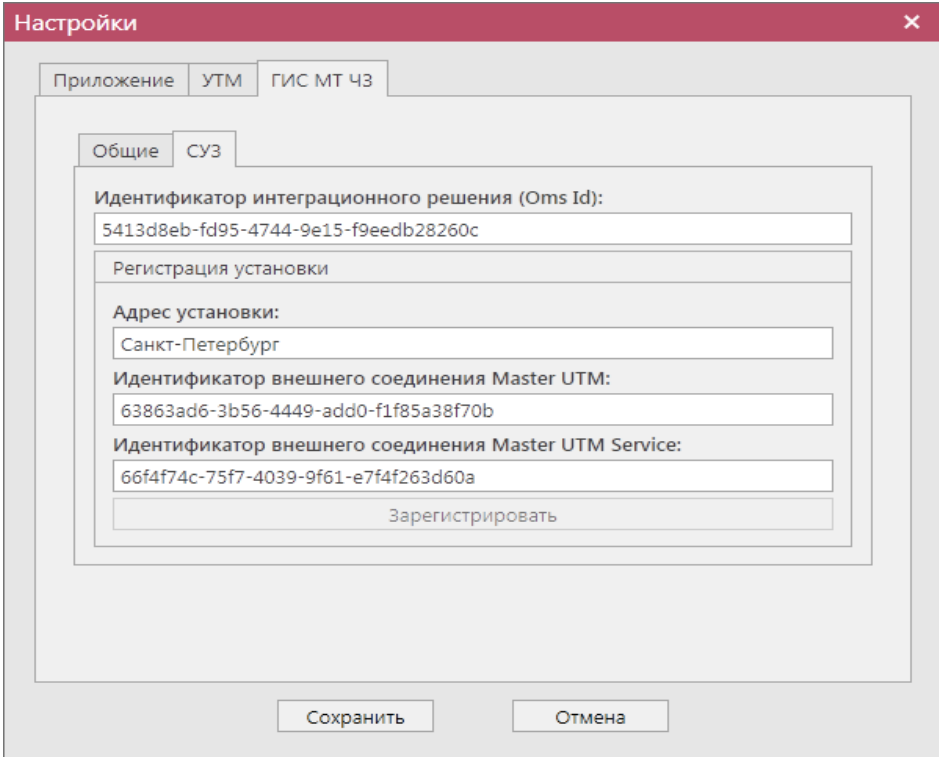 Настройки
Приложение УТМ ГИС МТ ЧЗ
Общие СУЗ
Идентификатор интеграционного решения (Oms Id):
5413d8eb-fd95-4744-9e15-f9eedb28260c
Регистрация установки
Адрес установки:
Санкт-Петербург
Идентификатор внешнего соединения Master UTM:
63863ad6-3b56-4449-add0-f1f85a38f70b
Идентификатор внешнего соединения Master UTM Service:
66f4f74c-75f7-4039-9f61-e7f4f263d60a
Зарегистрировать
Сохранить Отмена